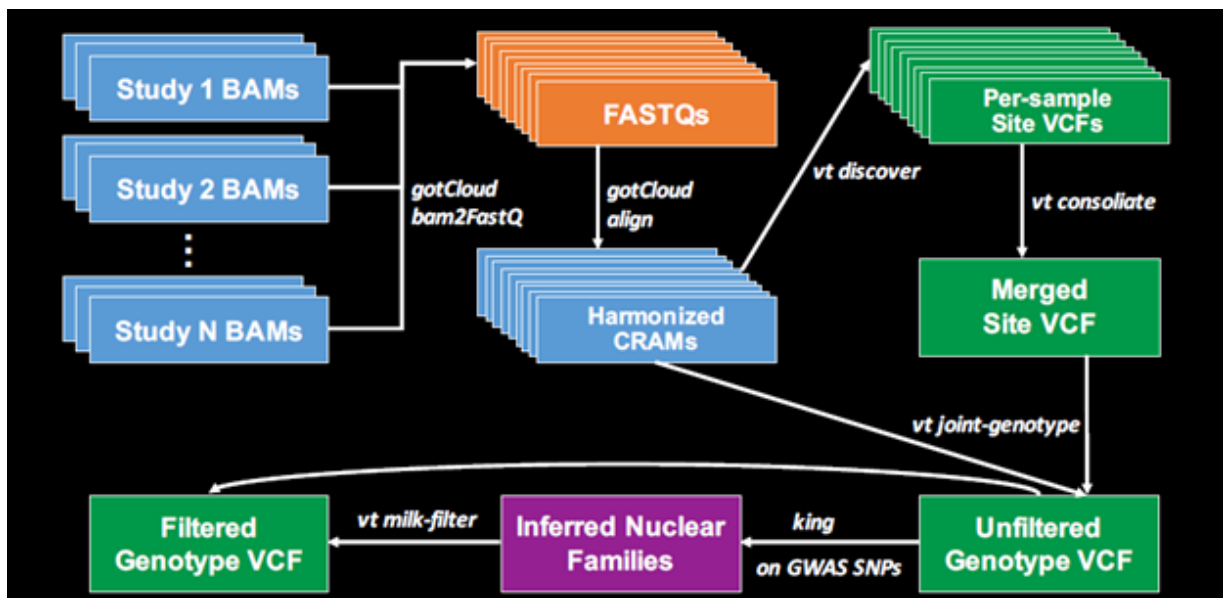 Study 1 BAMs
Study 2 BAMs
Study N BAMs
gotCloud
bam2FastQ
FASTQs
gotCloud
align
Harmonized
CRAMs
vt discover
Per-sample
Site VCFs
vt consoliate
Merged
Site VCF
vt joint-genotype
Unfiltered
Genotype VCF
king
on GWAS SNPs
Inferred Nuclear
Families
vt milk-filter
Filtered
Genotype VCF